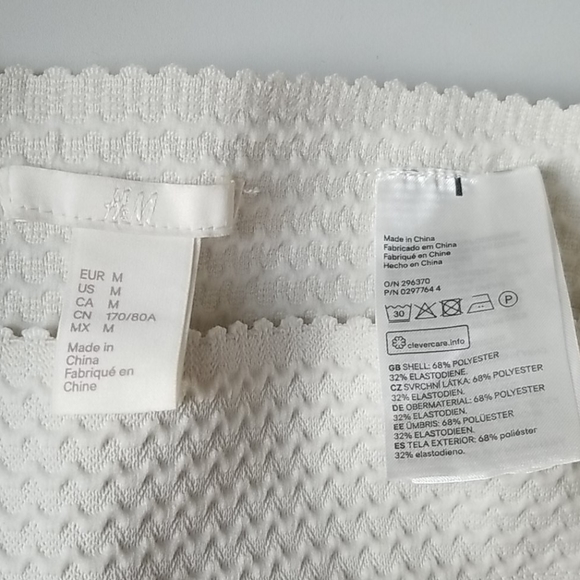 H&M
EUR M
US M
CA M
CN 170/80A
MX M
Made in
China
Fabriqué en
Chine
Made in China
Fabricado em China
Fabriqué en Chine
Hecho en China
O/N 296370
P/N 0297764 4
30
P
clevercare.info
GB SHELL: 68% POLYESTER
32% ELASTODIENE.
CZ SVRCHNÍ LÁTKA: 68% POLYESTER
32% ELASTODIEN.
DE OBERMATERIAL: 68% POLYESTER
32% ELASTODIEN.
EE ÜMBRIS: 68% POLÜESTER
32% ELASTODIEEN.
ES TELA EXTERIOR: 68% poliéster
32% elastodieno.